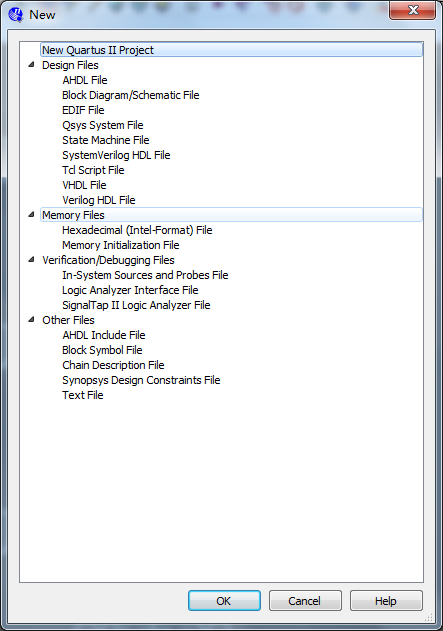 New
New Quartus II Project
Design Files
AHDL File
Block Diagram/Schematic File
EDIF File
Qsys System File
State Machine File
SystemVerilog HDL File
Tcl Script File
VHDL File
Verilog HDL File
Memory Files
Hexadecimal (Intel-Format) File
Memory Initialization File
Verification/Debugging Files
In-System Sources and Probes File
Logic Analyzer Interface File
SignalTap II Logic Analyzer File
Other Files
AHDL Include File
Block Symbol File
Chain Description File
Synopsys Design Constraints File
Text File
OK Cancel Help